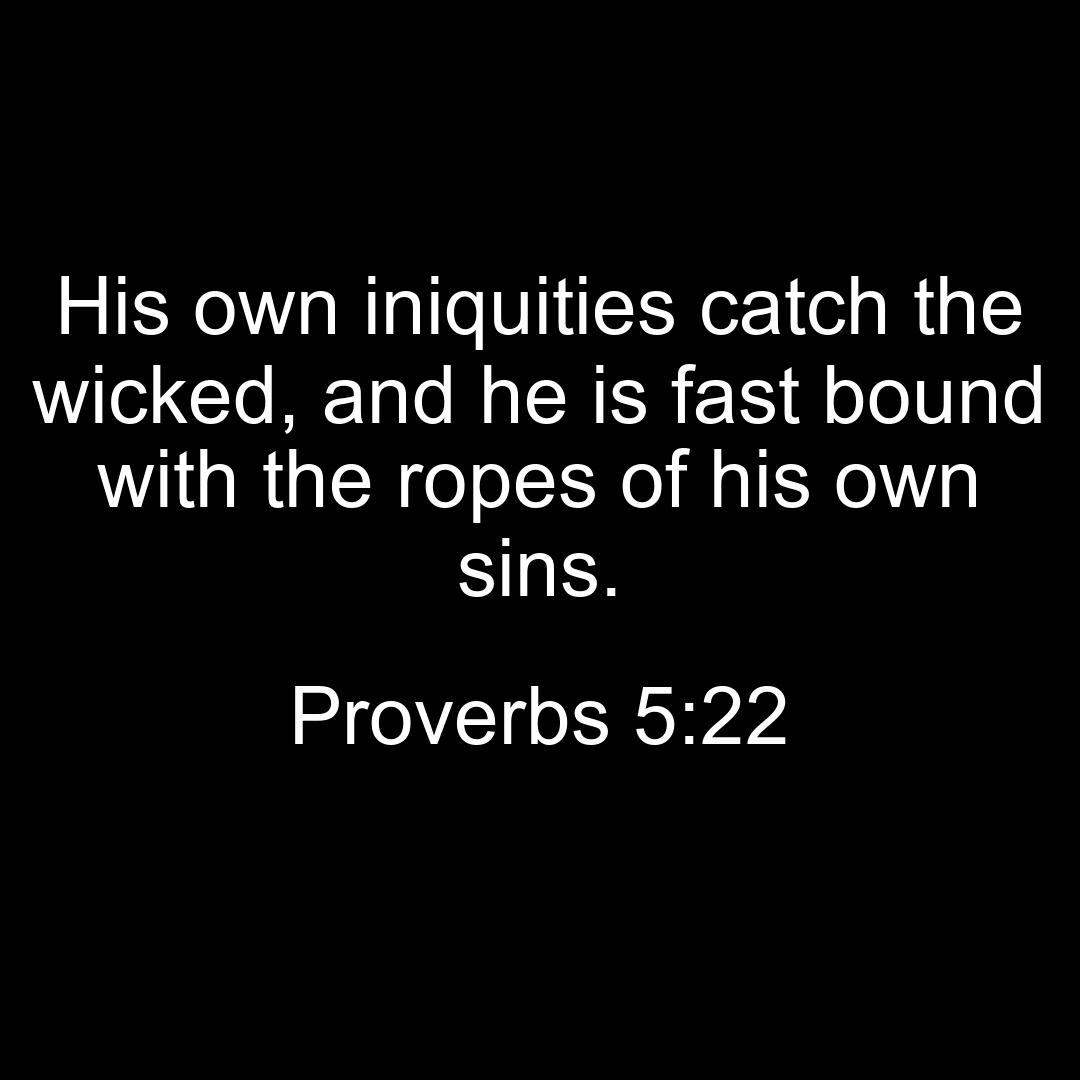 His own iniquities catch the
wicked, and he is fast bound
with the ropes of his own
sins.
Proverbs 5:22